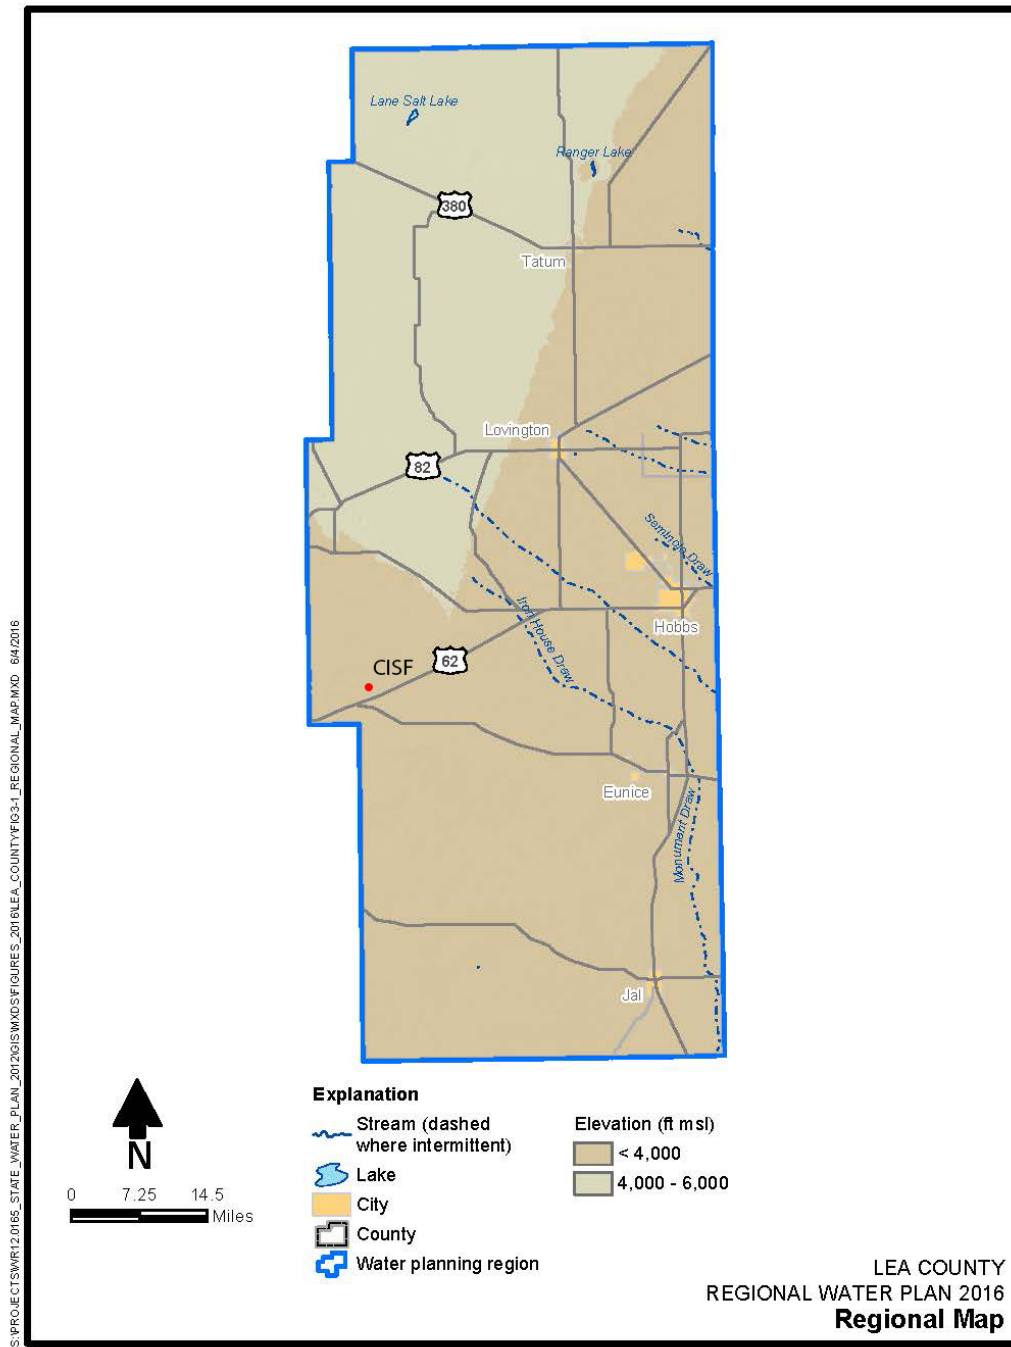 Lane Salt Lake
Ranger Lake
380
Tatum
Lovington
82
Seminole Draw
Hobbs
Iron House Draw
62
CISF
Eunice
Monument Draw
Jal
S:\PROJECTS\WR12.0165_STATE_WATER_PLAN_2012\GIS\MXDS\FIGURES_2016\LEA_COUNTY\FIG3-1_REGIONAL_MAP.MXD 6/4/2016
N
0 7.25 14.5
Miles
Explanation
Stream (dashed
where intermittent)
Lake
City
County
Water planning region
Elevation (ft msl)
< 4,000
4,000 - 6,000
LEA COUNTY
REGIONAL WATER PLAN 2016
Regional Map